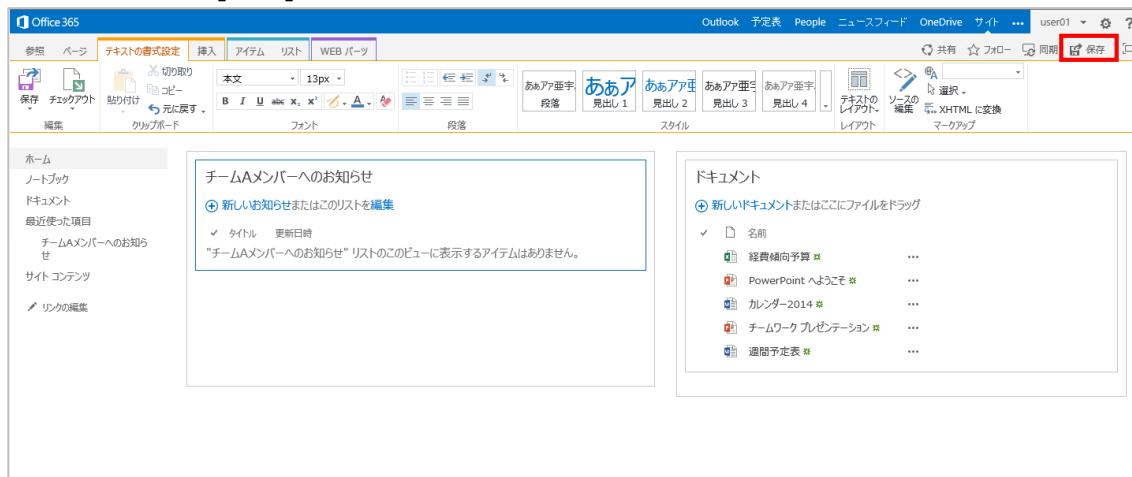 Office 365
Outlook 予定表 People ニュースフィード OneDrive サイト ••• user01 ?
参照 ページ テキストの書式設定 挿入 アイテム リスト WEB パーツ
共有 フォロー 同期 保存
保存 チェックアウト
編集
貼り付け 切り取り
コピー
元に戻す
クリップボード
本文 13px
B I U abc x₂ x² A
フォント
段落
あぁアァ亜宇. 段落
あぁア 見出し 1
あぁアァ亜 見出し 2
あぁアァ亜宇 見出し 3
あぁアァ亜宇. 見出し 4
スタイル
テキストの
レイアウト
レイアウト
ソースの
編集
選択
XHTML に変換
マークアップ
ホーム
ノートブック
ドキュメント
最近使った項目
チームAメンバーへのお知ら
せ
サイト コンテンツ
リンクの編集
チームAメンバーへのお知らせ
新しいお知らせまたはこのリストを編集
✓ タイトル 更新日時
"チームAメンバーへのお知らせ" リストのこのビューに表示するアイテムはありません。
ドキュメント
新しいドキュメントまたはここにファイルをドラッグ
✓ 名前
経費傾向予算 •••
PowerPoint へようこそ •••
カレンダー2014 •••
チームワーク プレゼンテーション •••
週間予定表 •••